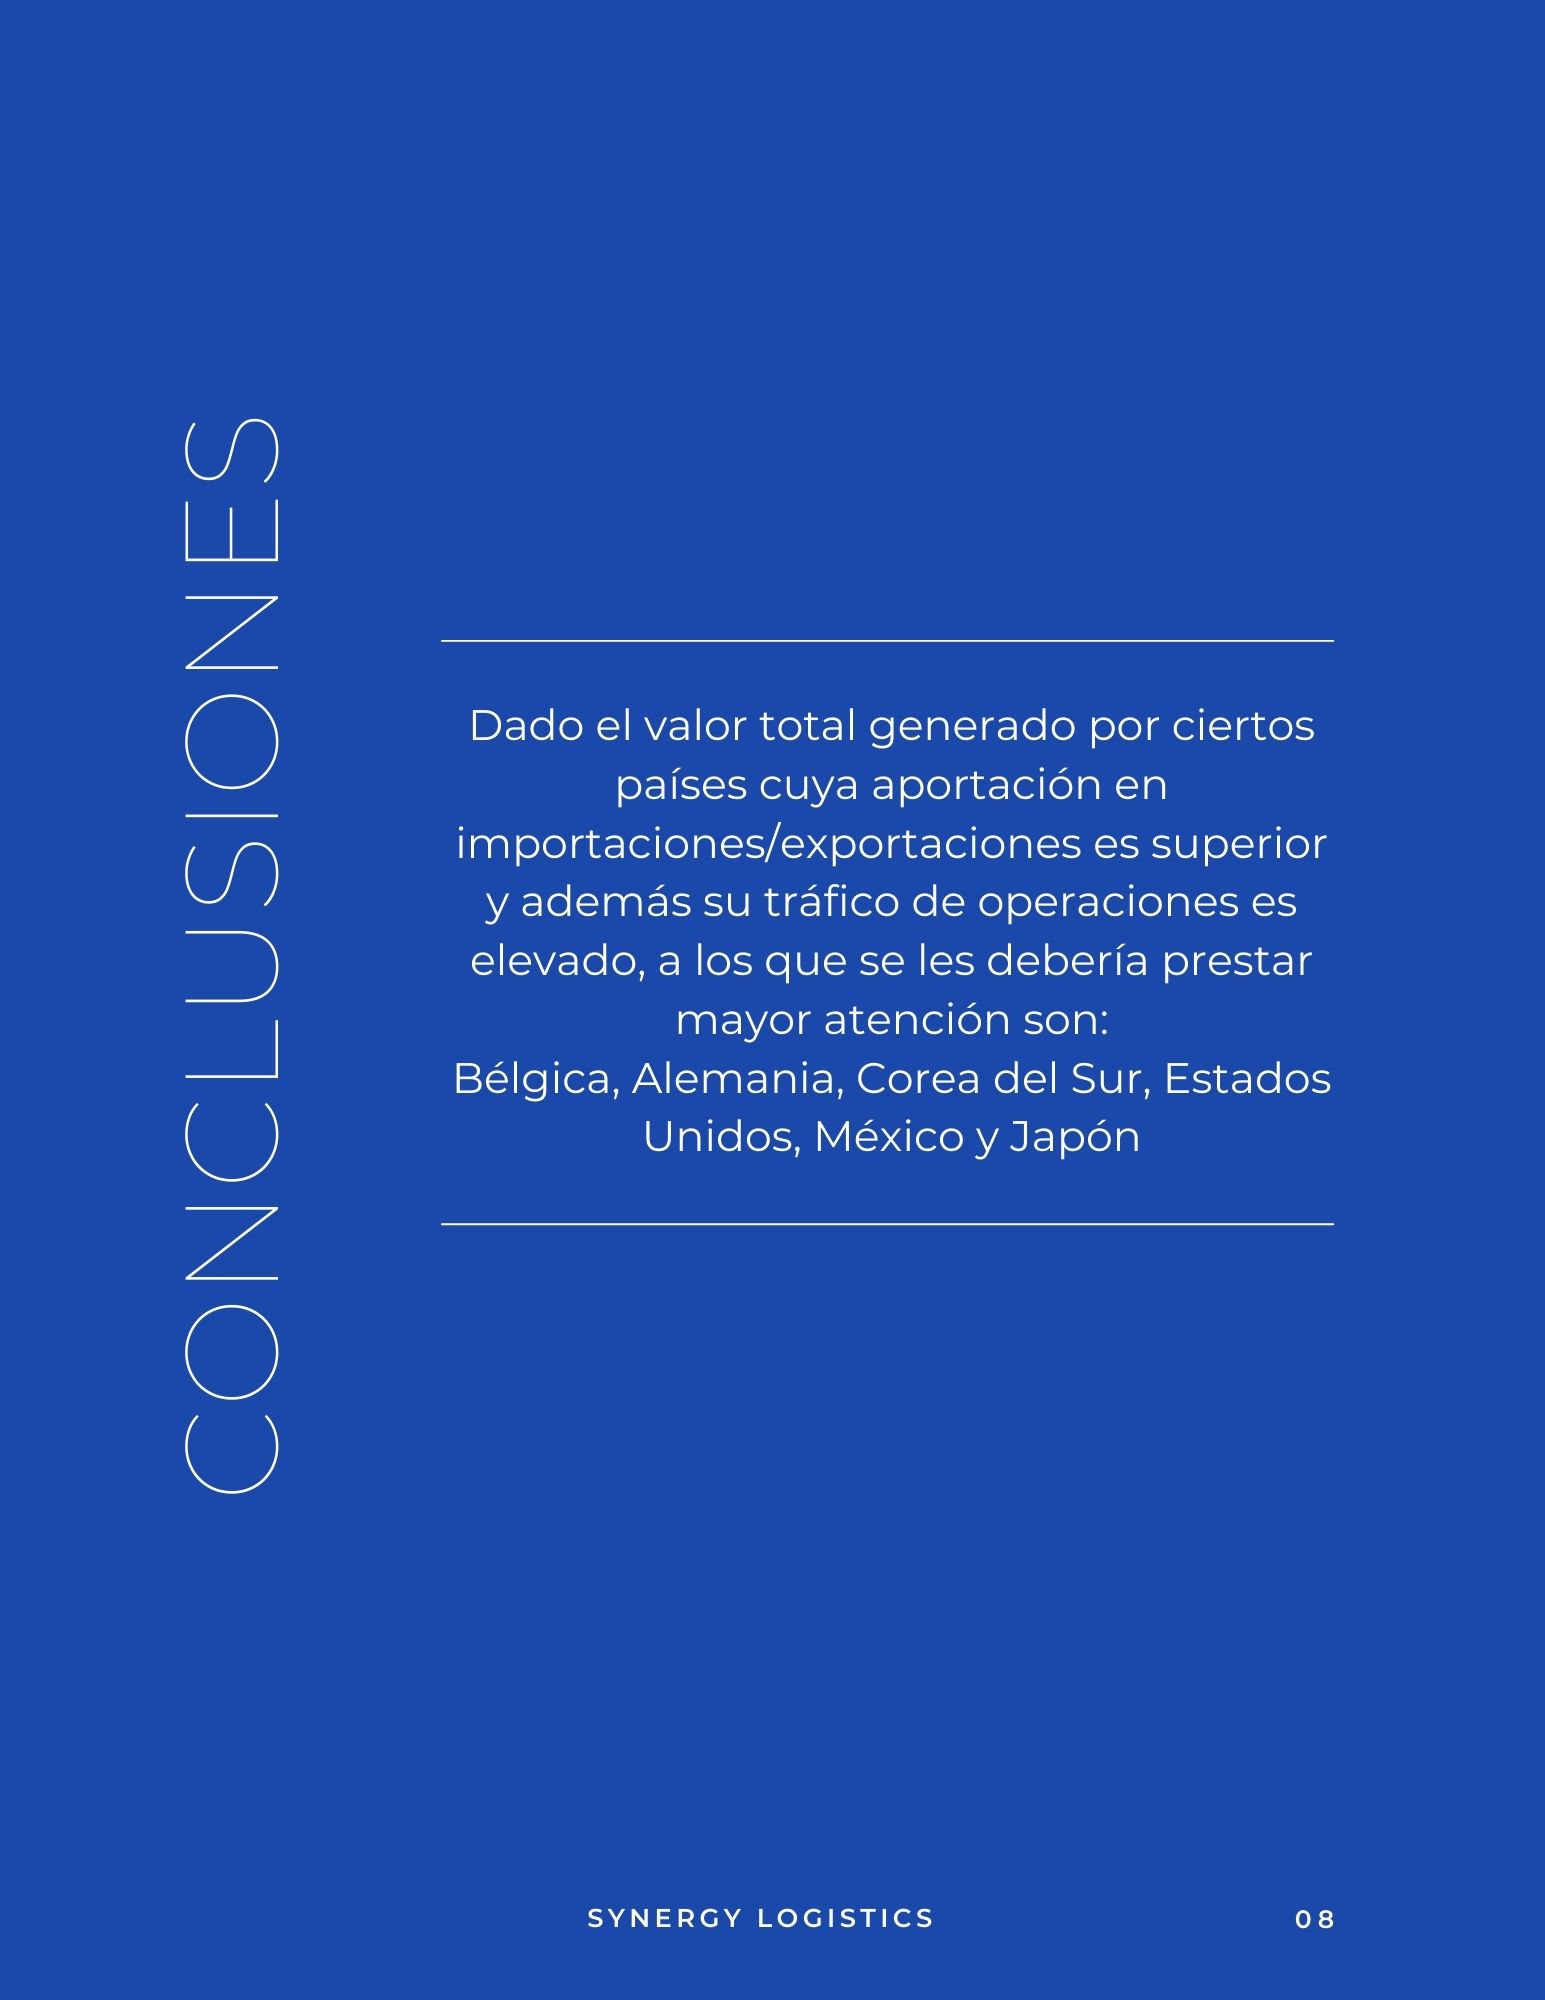 CONCLUSIONES
Dado el valor total generado por ciertos
países cuya aportación en
importaciones/exportaciones es superior
y además su tráfico de operaciones es
elevado, a los que se les debería prestar
mayor atención son:
Bélgica, Alemania, Corea del Sur, Estados
Unidos, México y Japón
SYNERGY LOGISTICS
08